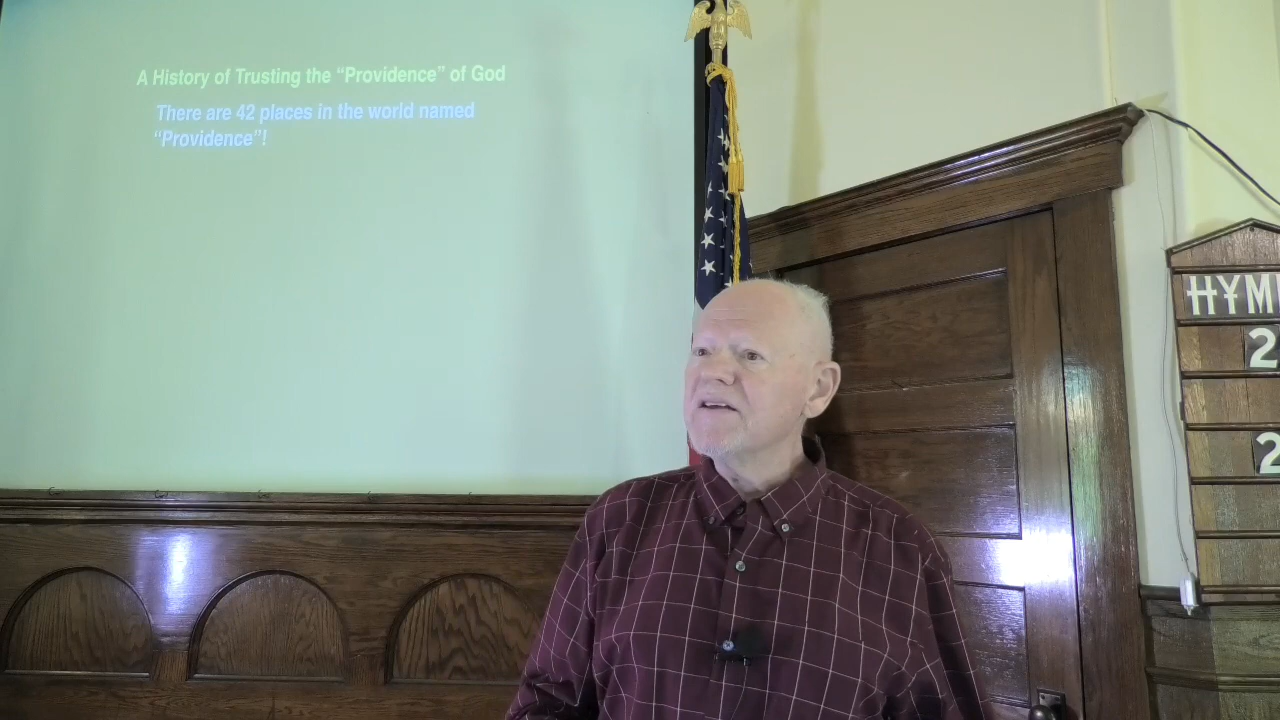 A History of Trusting the “Providence” of God
There are 42 places in the world named
“Providence”!
HYM
2
2